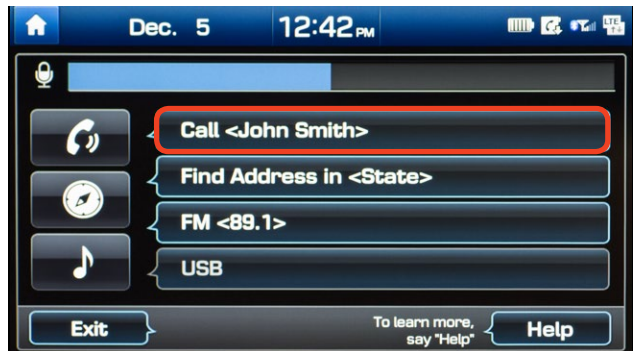 Dec. 5
12:42 PM
LTE
Call <John Smith>
Find Address in <State>
FM <89.1>
USB
Exit
To learn more,
say "Help"
Help